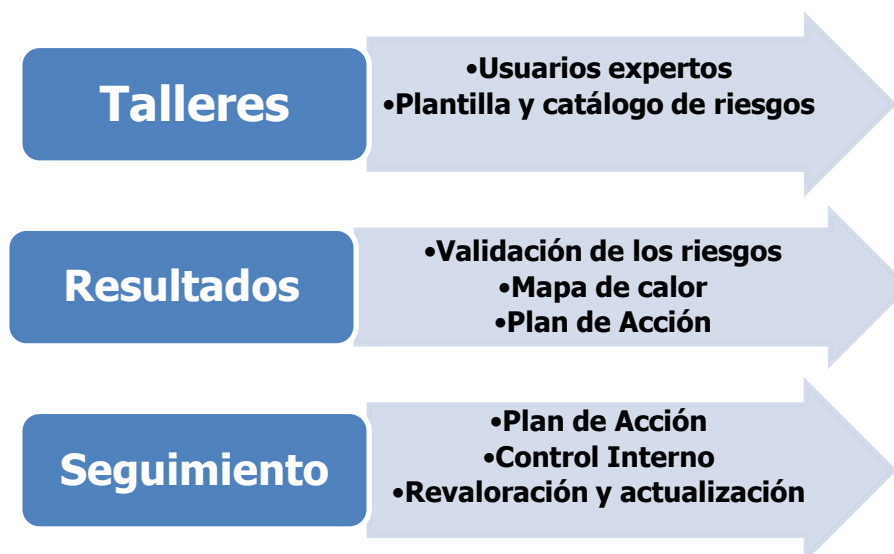 Talleres
•Usuarios expertos
•Plantilla y catálogo de riesgos
Resultados
•Validación de los riesgos
•Mapa de calor
•Plan de Acción
Seguimiento
•Plan de Acción
•Control Interno
•Revaloración y actualización